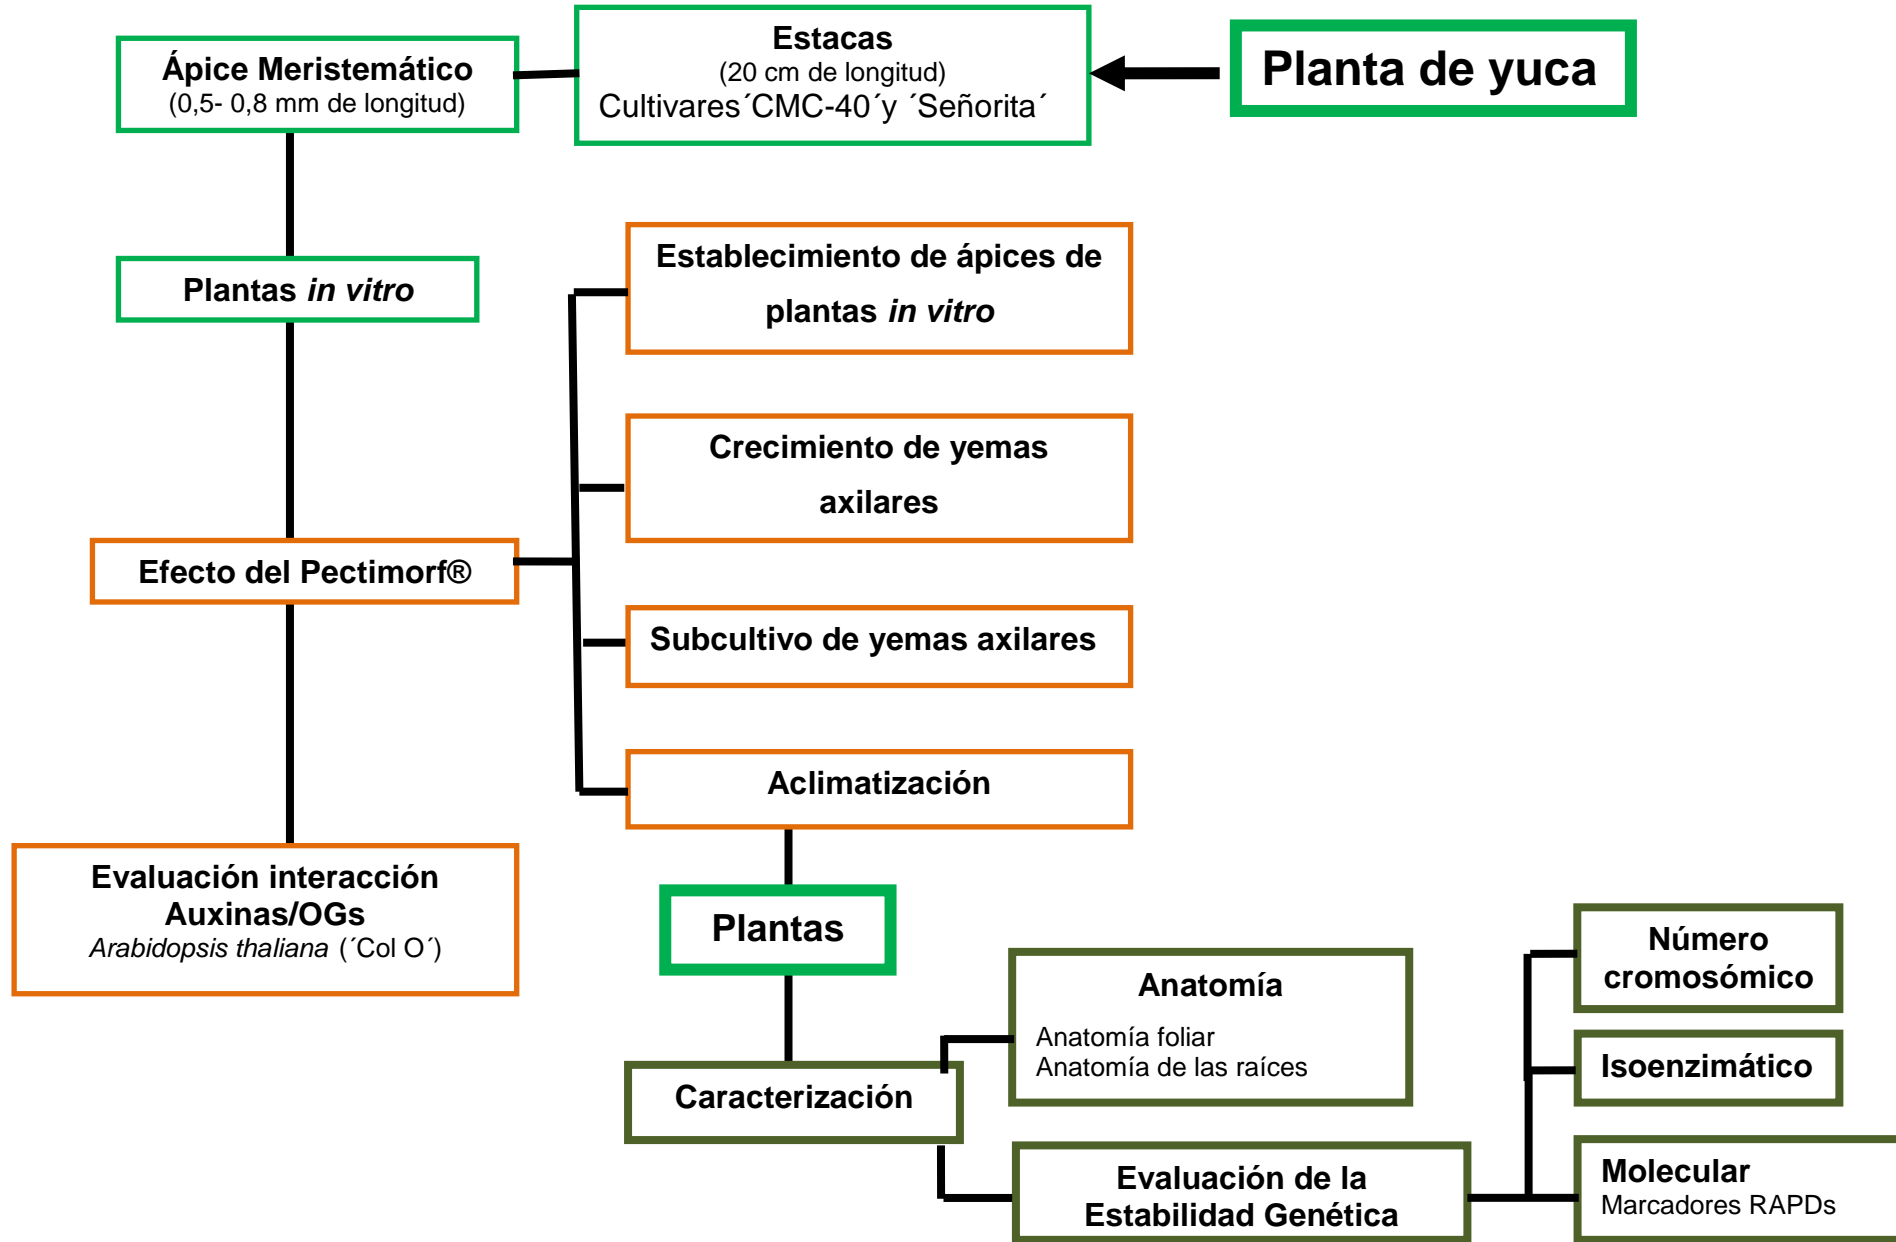 Planta de yuca
Estacas
(20 cm de longitud)
Cultivares´CMC-40´y ´Señorita´
Ápice Meristemático
(0,5- 0,8 mm de longitud)
Plantas in vitro
Efecto del Pectimorf®
Evaluación interacción
Auxinas/OGs
Arabidopsis thaliana (´Col O´)
Establecimiento de ápices de
plantas in vitro
Crecimiento de yemas
axilares
Subcultivo de yemas axilares
Aclimatización
Plantas
Caracterización
Anatomía
Anatomía foliar
Anatomía de las raíces
Evaluación de la
Estabilidad Genética
Número
cromosómico
Isoenzimático
Molecular
Marcadores RAPDs